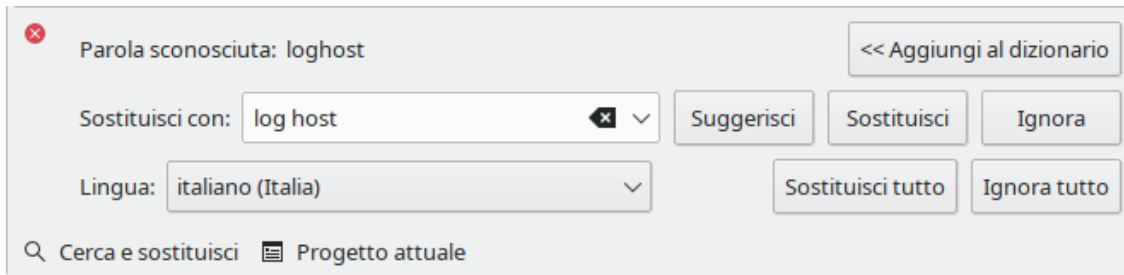 Parola sconosciuta: loghost << Aggiungi al dizionario
Sostituisci con: log host Suggerisci Sostituisci Ignora
Lingua: italiano (Italia) Sostituisci tutto Ignora tutto
Cerca e sostituisci Progetto attuale